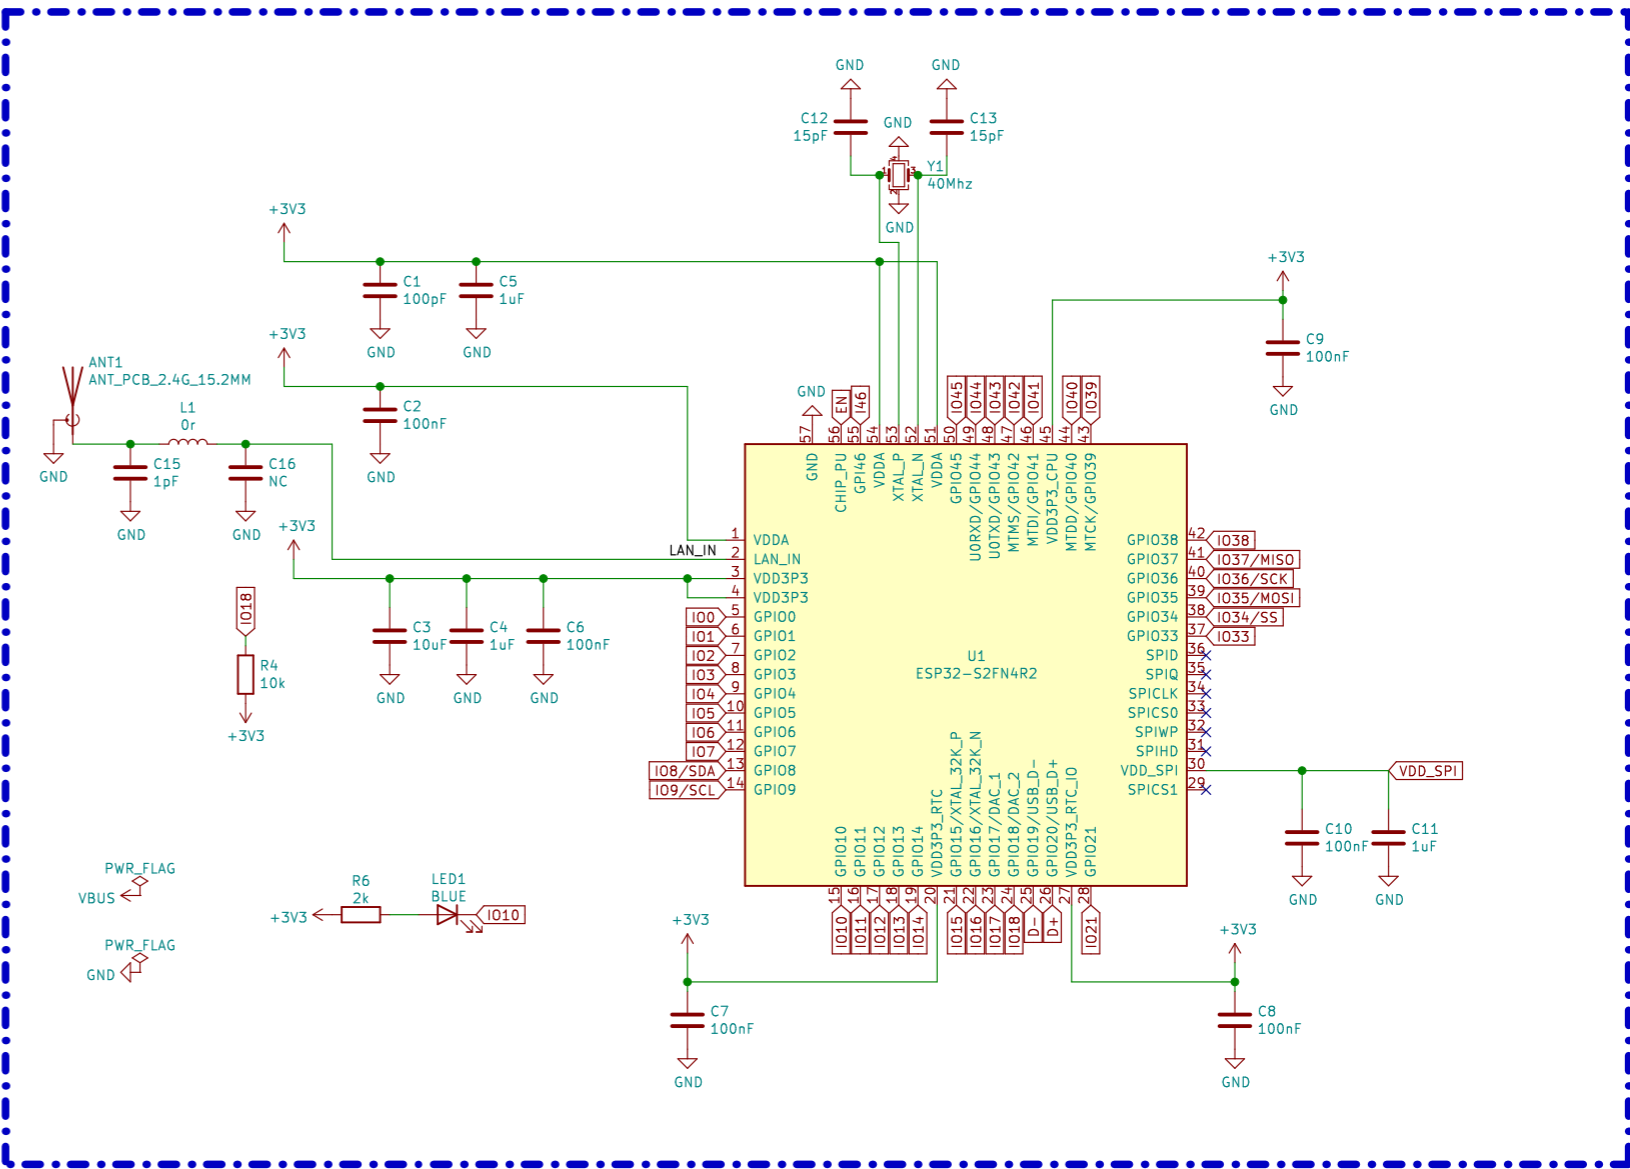 GND
GND
C12
15pF
GND
C13
15pF
1
4
3
2
Y1
40Mhz
GND
+3V3
C1
100pF
C5
1uF
GND
GND
+3V3
C9
100nF
GND
+3V3
C2
100nF
GND
ANT1
ANT_PCB_2.4G_15.2MM
L1
0r
GND
C15
1pF
C16
NC
GND
GND
GND
EN
I46
IO45
IO44
IO43
IO42
IO41
IO40
IO39
57
56
55
54
53
52
51
50
49
48
47
46
45
44
43
GND
CHIP_PU
GPI46
VDDA
XTAL_P
XTAL_N
VDDA
GPIO45
U0RXD/GPIO44
U0TXD/GPIO43
MTMS/GPIO42
MTDI/GPIO41
VDD3P3_CPU
MTDD/GPIO40
MTCK/GPIO39
+3V3
LAN_IN
1 VDDA
2 LAN_IN
3 VDD3P3
4 VDD3P3
IO0 5 GPIO0
IO1 6 GPIO1
IO2 7 GPIO2
IO3 8 GPIO3
IO4 9 GPIO4
IO5 10 GPIO5
IO6 11 GPIO6
IO7 12 GPIO7
IO8/SDA 13 GPIO8
IO9/SCL 14 GPIO9
C3
10uF
C4
1uF
C6
100nF
GND
GND
GND
IO18
R4
10k
+3V3
U1
ESP32-S2FN4R2
GPIO38 42 IO38
GPIO37 41 IO37/MISO
GPIO36 40 IO36/SCK
GPIO35 39 IO35/MOSI
GPIO34 38 IO34/SS
GPIO33 37 IO33
SPID 36
SPIQ 35
SPICLK 34
SPICS0 33
SPIWP 32
SPIHD 31
VDD_SPI 30
SPICS1 29
VDD_SPI
C10
100nF
C11
1uF
GND
GND
GPIO10
GPIO11
GPIO12
GPIO13
GPIO14
VDD3P3_RTC
GPIO15/XTAL_32K_P
GPIO16/XTAL_32K_N
GPIO17/DAC_1
GPIO18/DAC_2
GPIO19/USB_D-
GPIO20/USB_D+
VDD3P3_RTC_IO
GPIO21
15
16
17
18
19
20
21
22
23
24
25
26
27
28
IO10
IO11
IO12
IO13
IO14
IO15
IO16
IO17
IO18
D-
D+
IO21
PWR_FLAG
VBUS
PWR_FLAG
GND
+3V3
R6
2k
LED1
BLUE
IO10
+3V3
C7
100nF
GND
+3V3
C8
100nF
GND